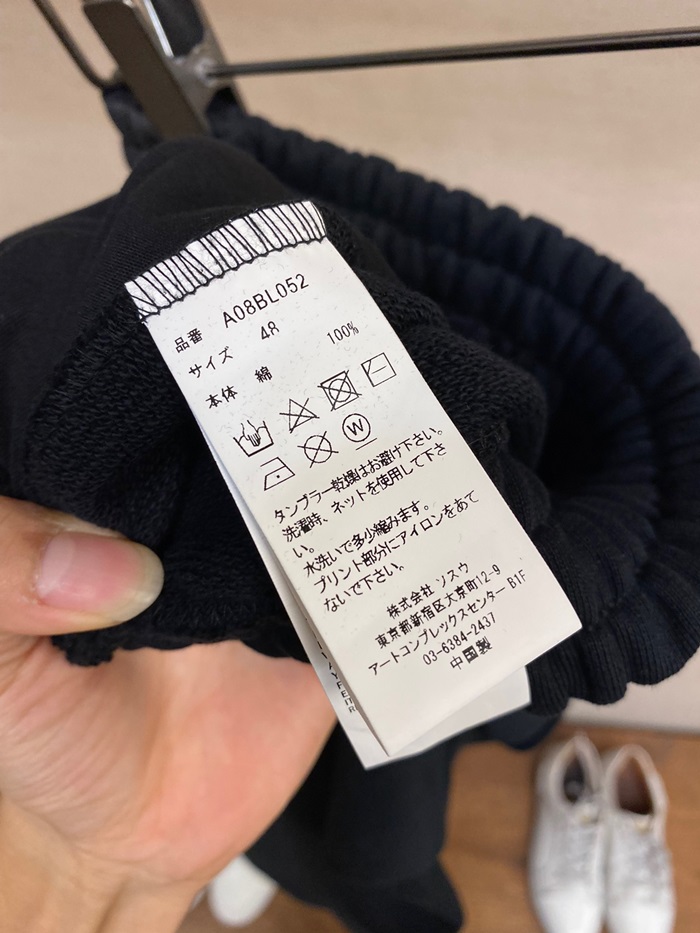 品番 A08BL052
サイズ 48
本体 綿 100%
W
タンブラー乾燥はお避け下さい。
洗濯時、ネットを使用して下さ
い。
水洗いで多少縮みます。
プリント部分にアイロンをあて
ないで下さい。
株式会社 ソスウ
東京都新宿区大京町12-9
アートコンプレックスセンター B1F
03-6384-2437
中国製